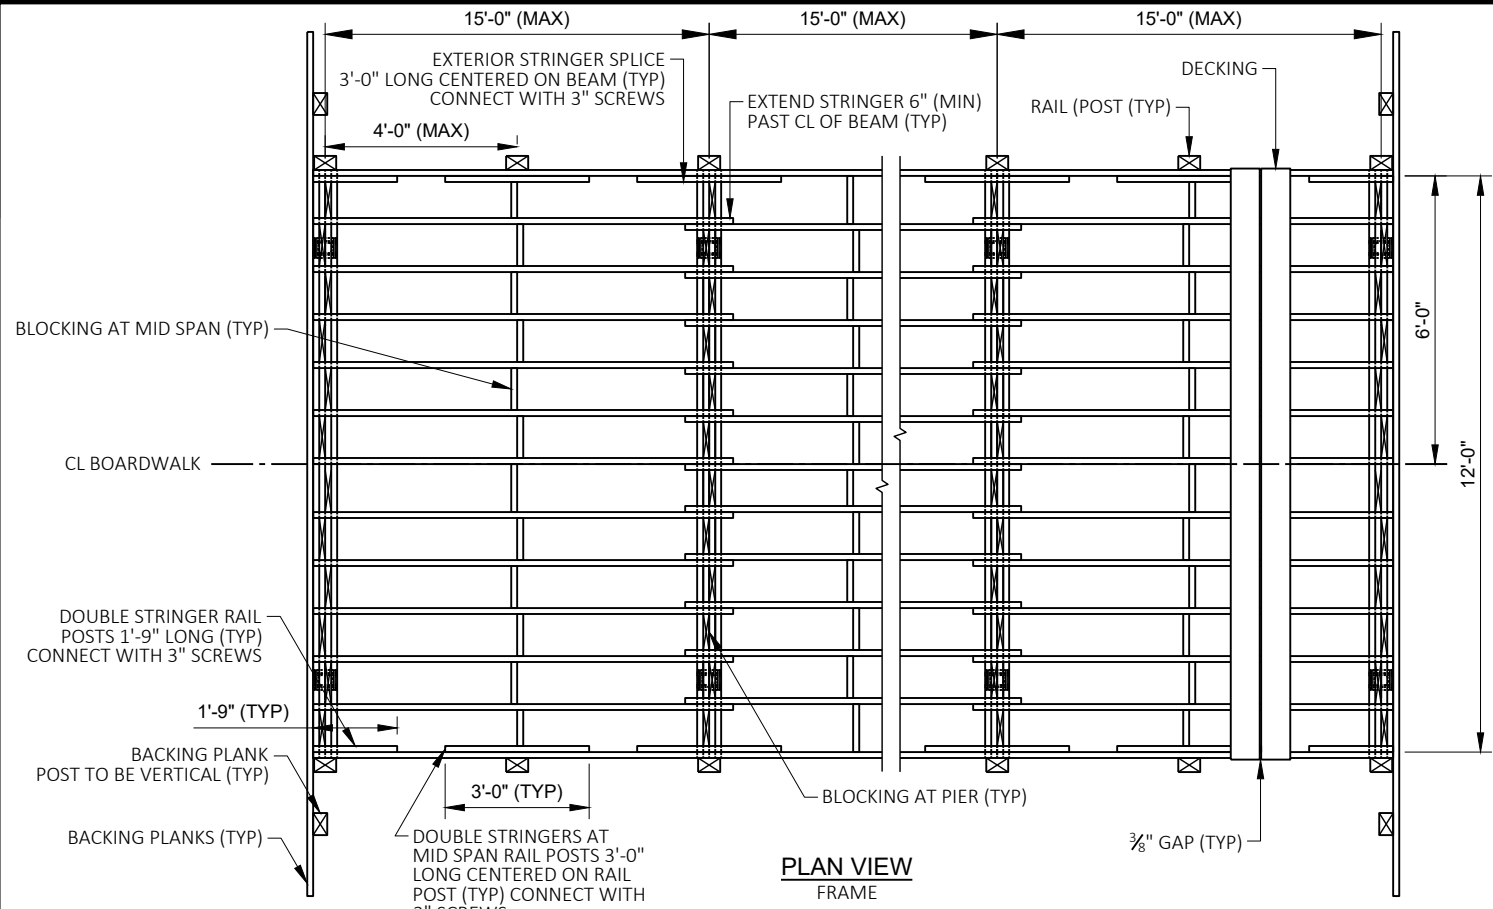 15'-0" (MAX)
15'-0" (MAX)
15'-0" (MAX)
EXTERIOR STRINGER SPLICE
3'-0" LONG CENTERED ON BEAM (TYP)
CONNECT WITH 3" SCREWS
DECKING
EXTEND STRINGER 6" (MIN)
PAST CL OF BEAM (TYP)
RAIL (POST (TYP)
4'-0" (MAX)
BLOCKING AT MID SPAN (TYP)
6'-0"
12'-0"
CL BOARDWALK
DOUBLE STRINGER RAIL
POSTS 1'-9" LONG (TYP)
CONNECT WITH 3" SCREWS
1'-9" (TYP)
BACKING PLANK
POST TO BE VERTICAL (TYP)
3'-0" (TYP)
BLOCKING AT PIER (TYP)
BACKING PLANKS (TYP)
DOUBLE STRINGERS AT
MID SPAN RAIL POSTS 3'-0"
LONG CENTERED ON RAIL
POST (TYP) CONNECT WITH
3" SCREWS
⅜" GAP (TYP)
PLAN VIEW
FRAME